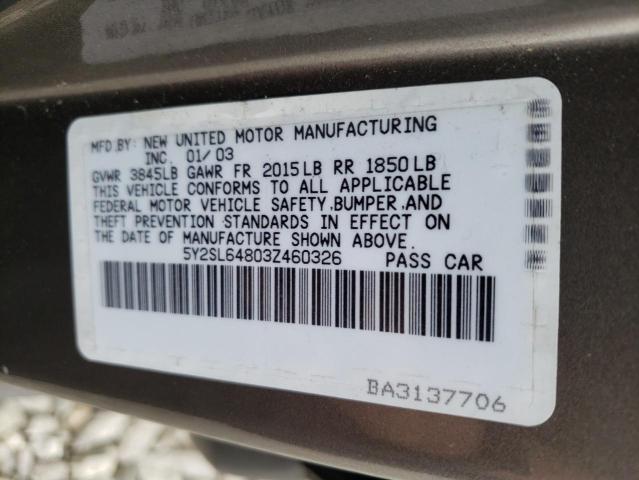 MFD.BY: NEW UNITED MOTOR MANUFACTURING
INC. 01/03
GVWR 3845LB GAWR FR 2015LB RR 1850LB
THIS VEHICLE CONFORMS TO ALL APPLICABLE
FEDERAL MOTOR VEHICLE SAFETY,BUMPER,AND
THEFT PREVENTION STANDARDS IN EFFECT ON
THE DATE OF MANUFACTURE SHOWN ABOVE.
5Y2SL64803Z460326 PASS CAR
BA3137706